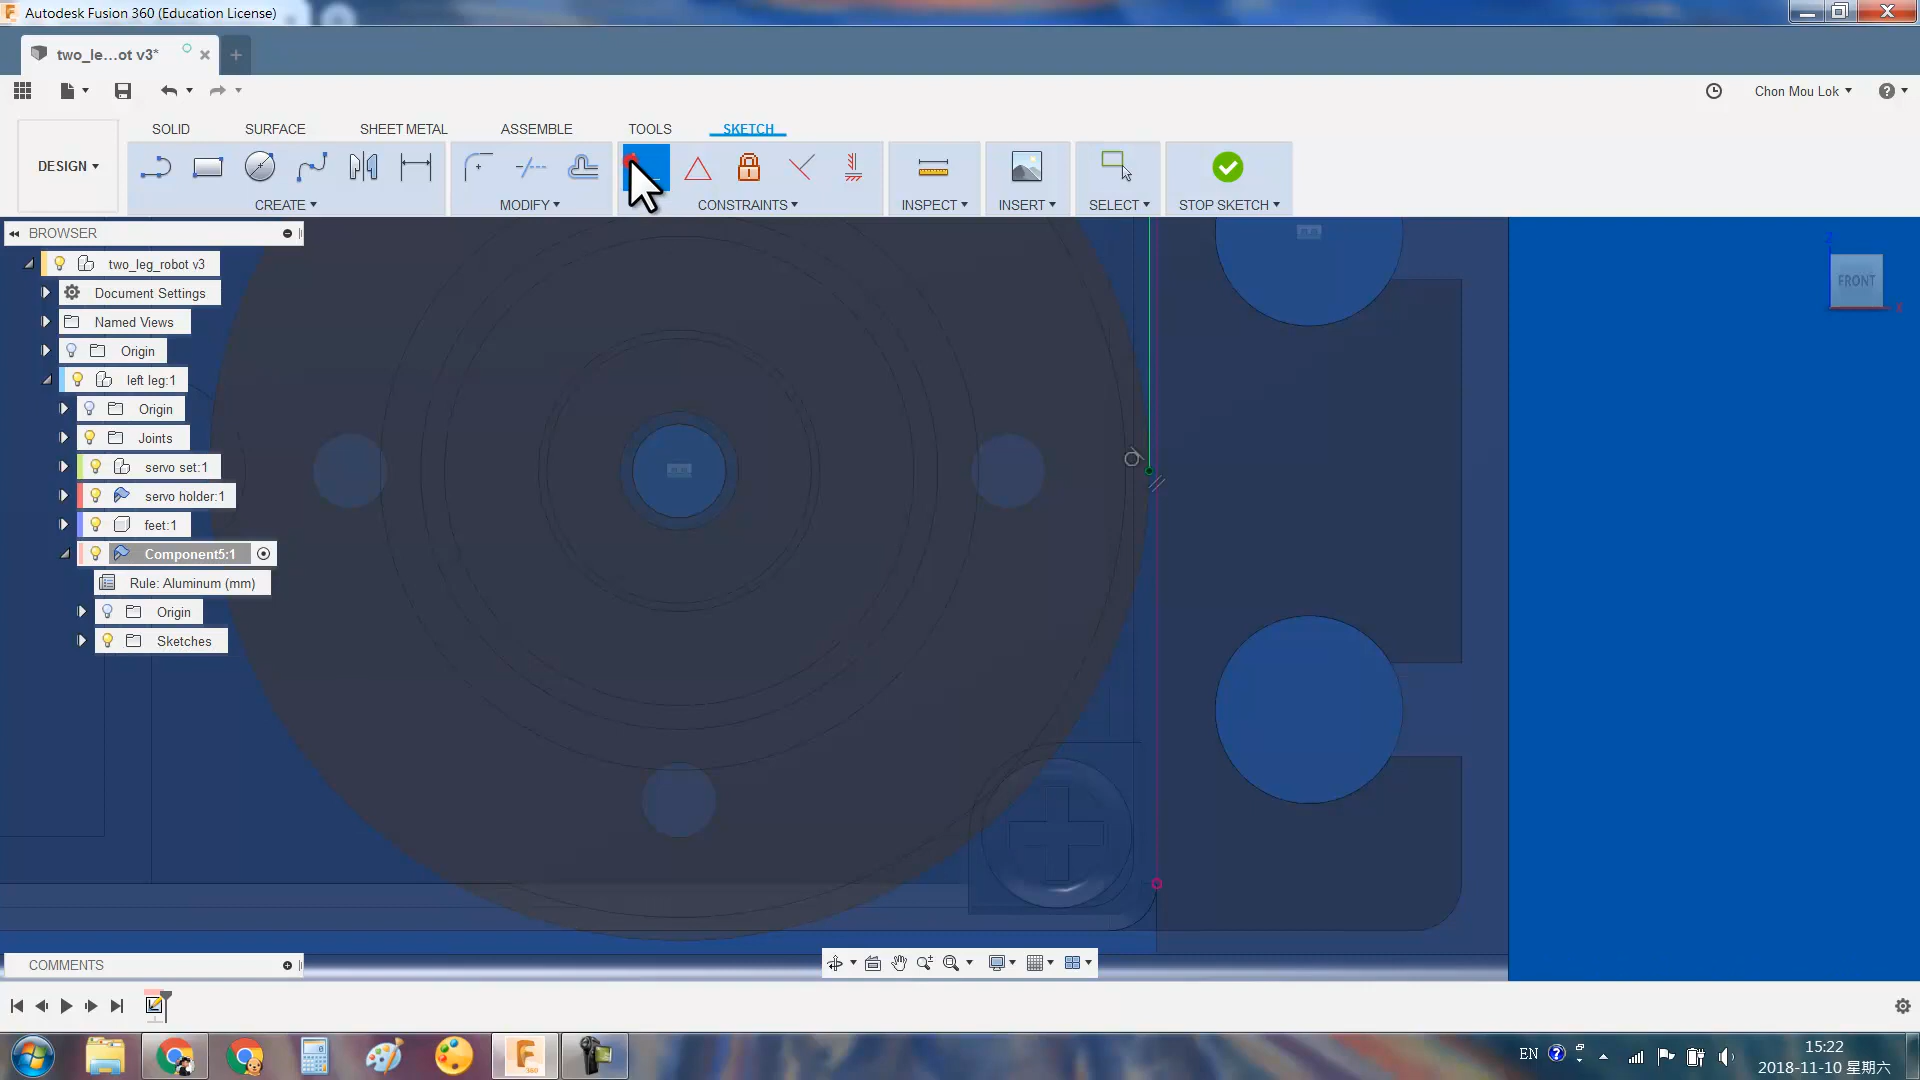 Autodesk Fusion 360 (Education License)
two_le...ot v3*
Chon Mou Lok
SOLID
SURFACE
SHEET METAL
ASSEMBLE
TOOLS
SKETCH
DESIGN
CREATE
MODIFY
CONSTRAINTS
INSPECT
INSERT
SELECT
STOP SKETCH
BROWSER
two_leg_robot v3
Document Settings
Named Views
Origin
left leg:1
Origin
Joints
servo set:1
servo holder:1
feet:1
Component5:1
Rule: Aluminum (mm)
Origin
Sketches
Z
FRONT
X
COMMENTS
360
EN
15:22
2018-11-10 星期六